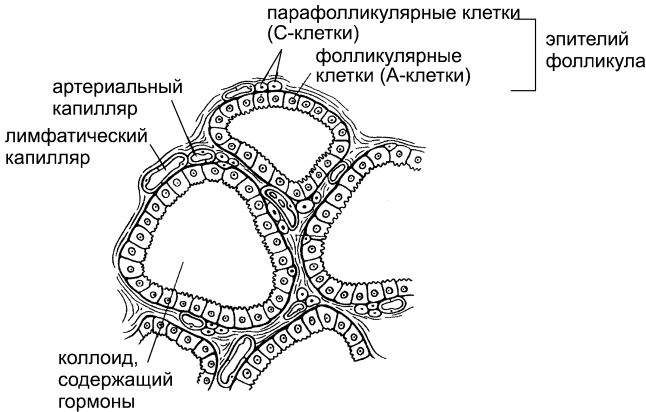 парафолликулярные клетки
(С-клетки)
фолликулярные
клетки (А-клетки)
эпителий
фолликула
артериальный
капилляр
лимфатический
капилляр
коллоид,
содержащий
гормоны